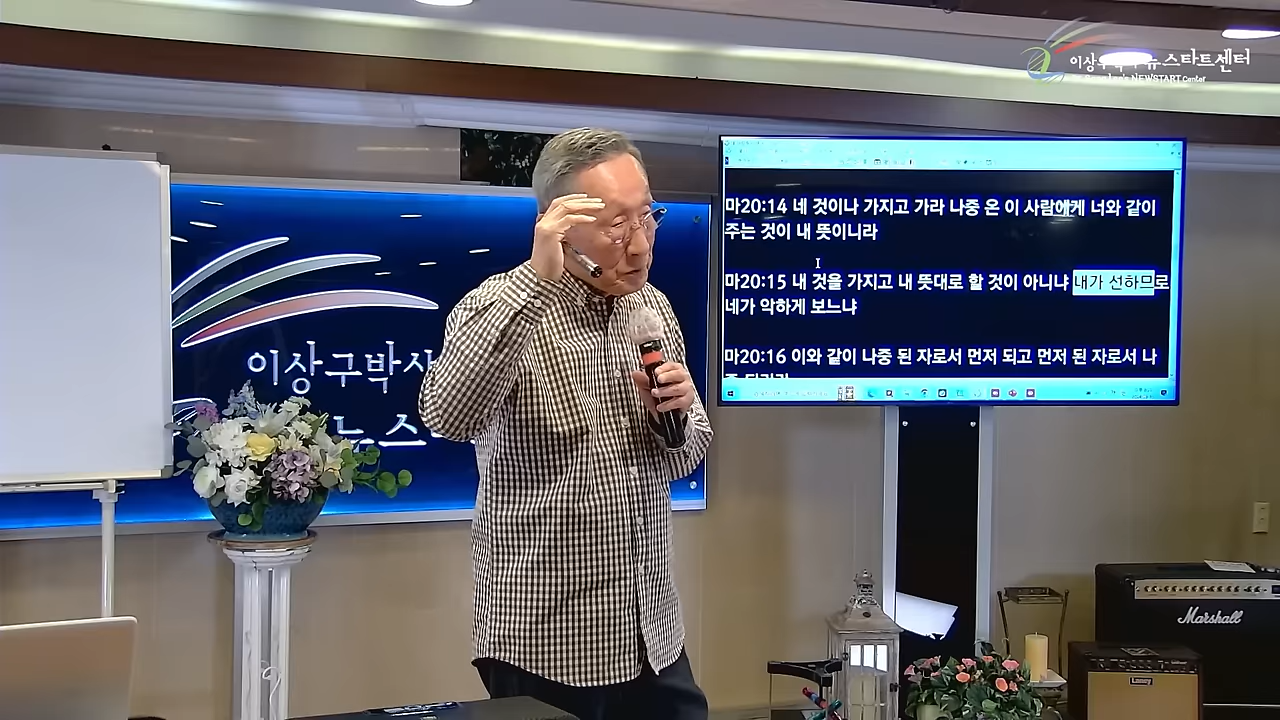 스타트센터
NEWSTART Center
이상구박사
뉴스
마20:14 네 것이나 가지고 가라 나중 온 이 사람에게 너와 같이
주는 것이 내 뜻이니라
마20:15 내 것을 가지고 내 뜻대로 할 것이 아니냐 내가 선하므로
네가 악하게 보느냐
마20:16 이와 같이 나중 된 자로서 먼저 되고 먼저 된 자로서 나
Marshall
Laney